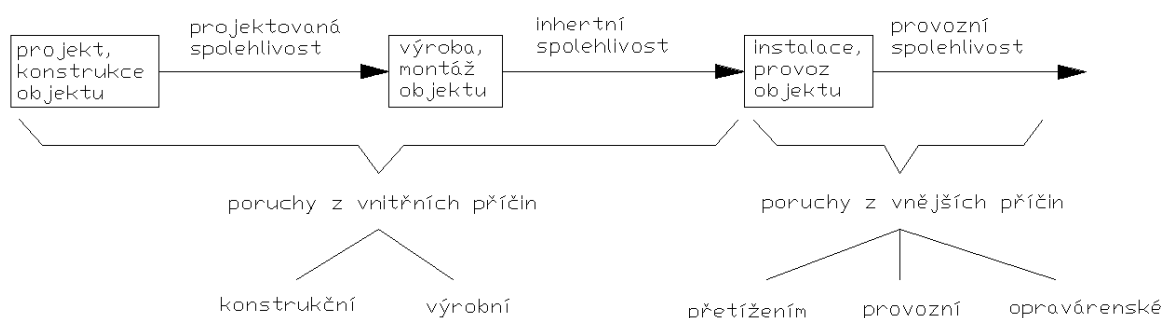 projekt,
konstrukce
objektu
projektovaná
spolehlivost
výroba,
montáž
objektu
inhertní
spolehlivost
instalace,
provoz
objektu
provozní
spolehlivost
poruchy z vnitřních příčin
poruchy z vnějších příčin
konstrukční
výrobní
přetížením
provozní
opravárenské